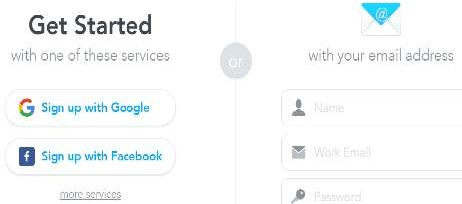 Get Started
with one of these services
Sign up with Google
f Sign up with Facebook
more services
or
@
with your email address
Name
Work Email
Password